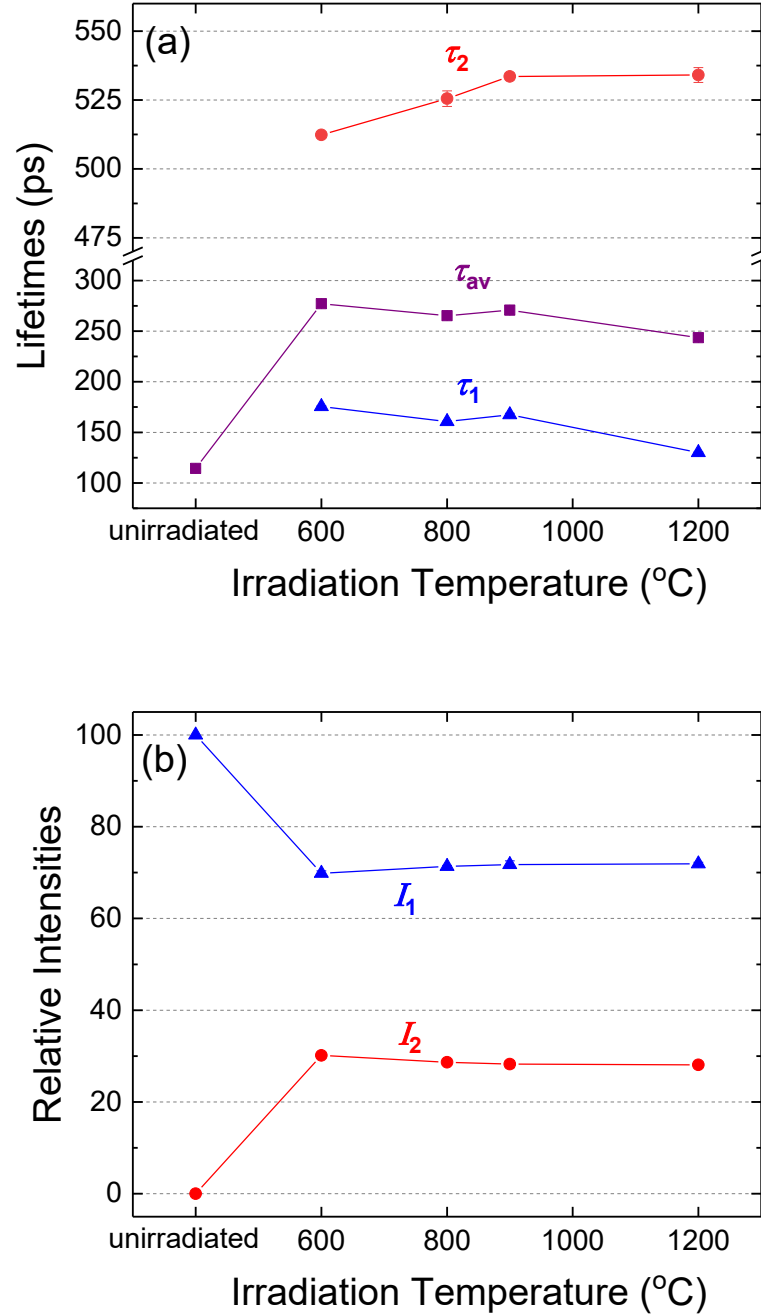 (a)
τ2
τav
τ1
550
525
500
475
300
250
200
150
100
Lifetimes (ps)
unirradiated 600 800 1000 1200
Irradiation Temperature (oC)
(b)
I1
I2
100
80
60
40
20
0
Relative Intensities
unirradiated 600 800 1000 1200
Irradiation Temperature (oC)